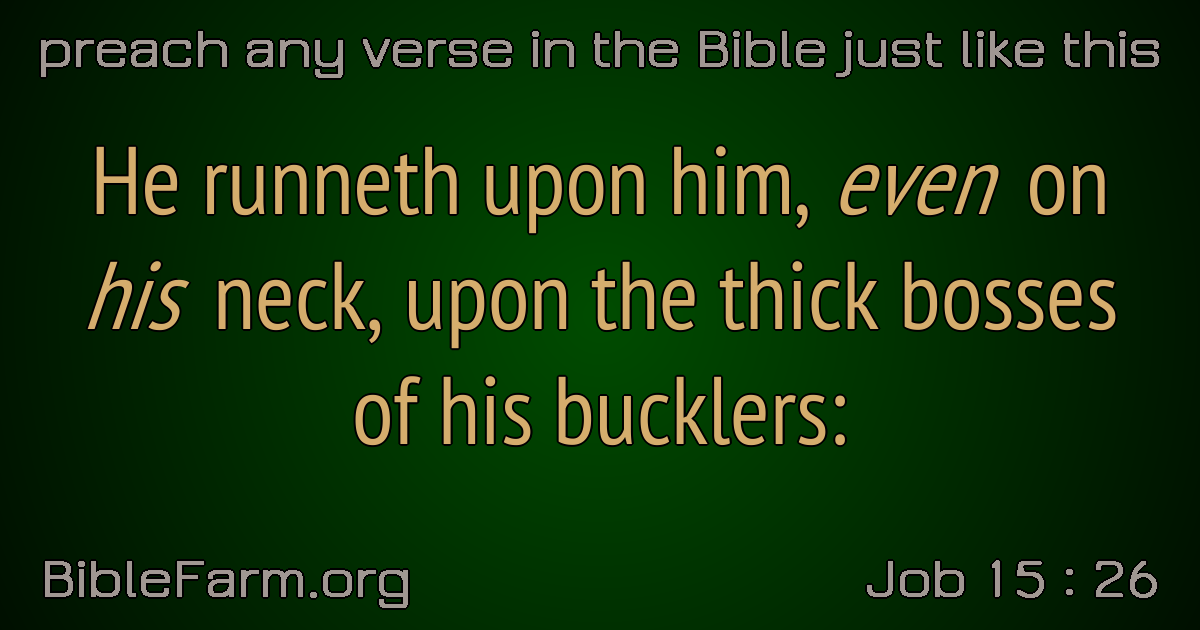 preach any verse in the Bible just like this
He runneth upon him, even on
his neck, upon the thick bosses
of his bucklers:
BibleFarm.org
Job 15 : 26